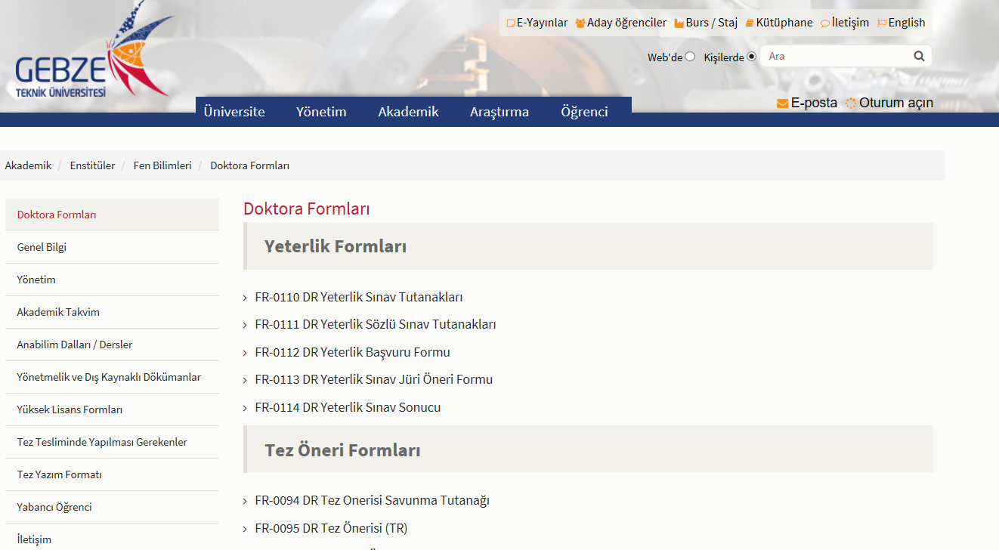 E-Yayınlar Aday öğrenciler Burs / Staj Kütüphane İletişim English
GEBZE
TEKNİK ÜNİVERSİTESİ
Web'de Kişilerde Ara
E-posta Oturum açın
Üniversite Yönetim Akademik Araştırma Öğrenci
Akademik / Enstitüler / Fen Bilimleri / Doktora Formları
Doktora Formları
Genel Bilgi
Yönetim
Akademik Takvim
Anabilim Dalları / Dersler
Yönetmelik ve Dış Kaynaklı Dökümanlar
Yüksek Lisans Formları
Tez Tesliminde Yapılması Gerekenler
Tez Yazım Formatı
Yabancı Öğrenci
İletişim
Doktora Formları
Yeterlik Formları
FR-0110 DR Yeterlik Sınav Tutanakları
FR-0111 DR Yeterlik Sözlü Sınav Tutanakları
FR-0112 DR Yeterlik Başvuru Formu
FR-0113 DR Yeterlik Sınav Jüri Öneri Formu
FR-0114 DR Yeterlik Sınav Sonucu
Tez Öneri Formları
FR-0094 DR Tez Onerisi Savunma Tutanağı
FR-0095 DR Tez Önerisi (TR)